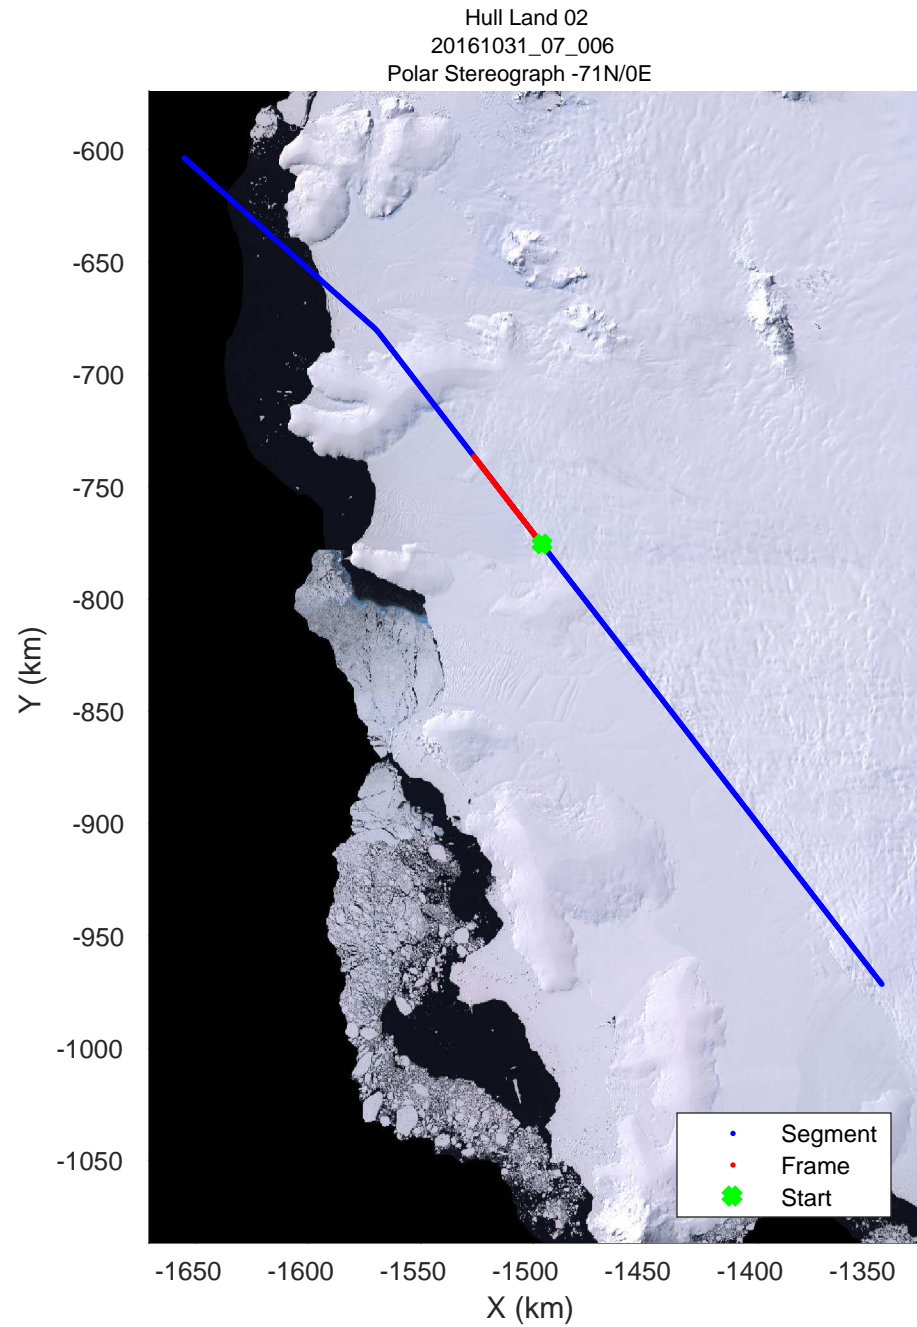 Hull Land 02
20161031_07_006
Polar Stereograph -71N/0E
-600
-650
-700
-750
-800
-850
-900
-950
-1000
-1050
Y (km)
Segment
Frame
Start
-1650 -1600 -1550 -1500 -1450 -1400 -1350
X (km)